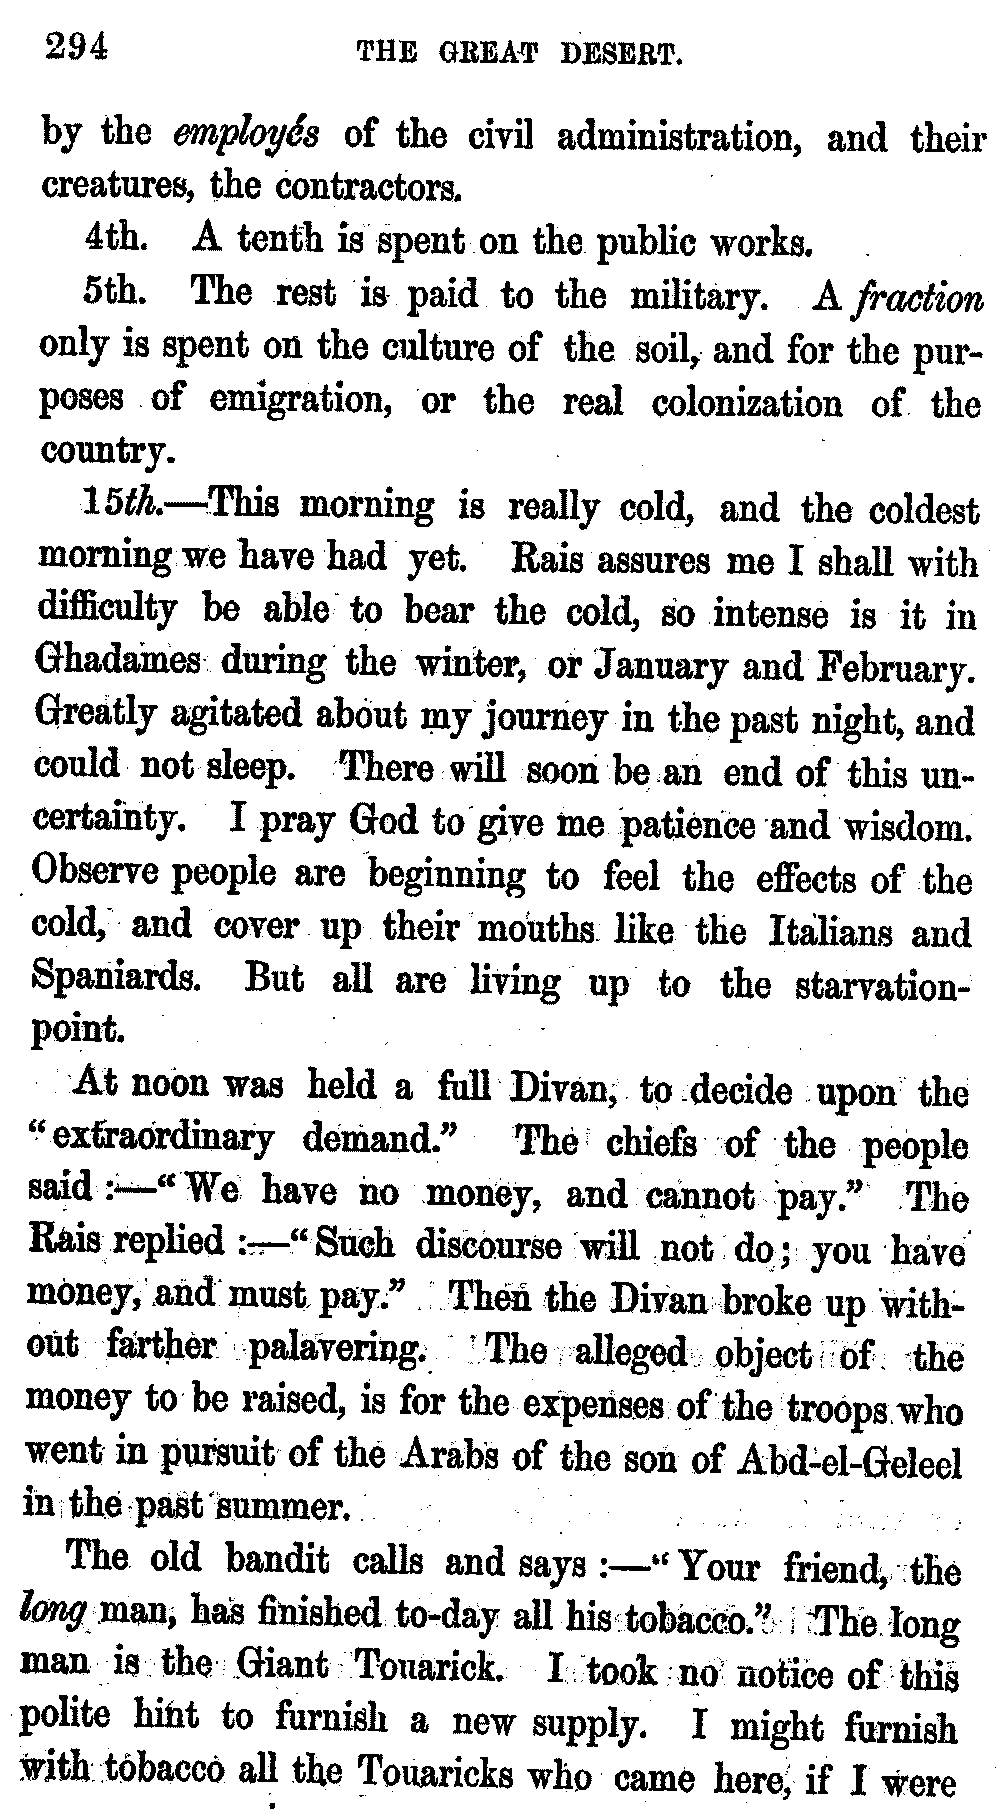 294 THE GREAT DESERT.
by the employés of the civil administration, and their
creatures, the contractors.
4th. A tenth is spent on the public works.
5th. The rest is paid to the military. A fraction
only is spent on the culture of the soil, and for the pur-
poses of emigration, or the real colonization of the
country.
15th.—This morning is really cold, and the coldest
morning we have had yet. Rais assures me I shall with
difficulty be able to bear the cold, so intense is it in
Ghadames during the winter, or January and February.
Greatly agitated about my journey in the past night, and
could not sleep. There will soon be an end of this un-
certainty. I pray God to give me patience and wisdom.
Observe people are beginning to feel the effects of the
cold, and cover up their mouths like the Italians and
Spaniards. But all are living up to the starvation-
point.
At noon was held a full Divan, to decide upon the
“extraordinary demand.” The chiefs of the people
said :—“We have no money, and cannot pay.” The
Rais replied :—“Such discourse will not do; you have
money, and must pay.” Then the Divan broke up with-
out farther palavering. The alleged object of the
money to be raised, is for the expenses of the troops who
went in pursuit of the Arabs of the son of Abd-el-Geleel
in the past summer.
The old bandit calls and says :—“Your friend, the
long man, has finished to-day all his tobacco.” The long
man is the Giant Touarick. I took no notice of this
polite hint to furnish a new supply. I might furnish
with tobacco all the Touaricks who came here, if I were